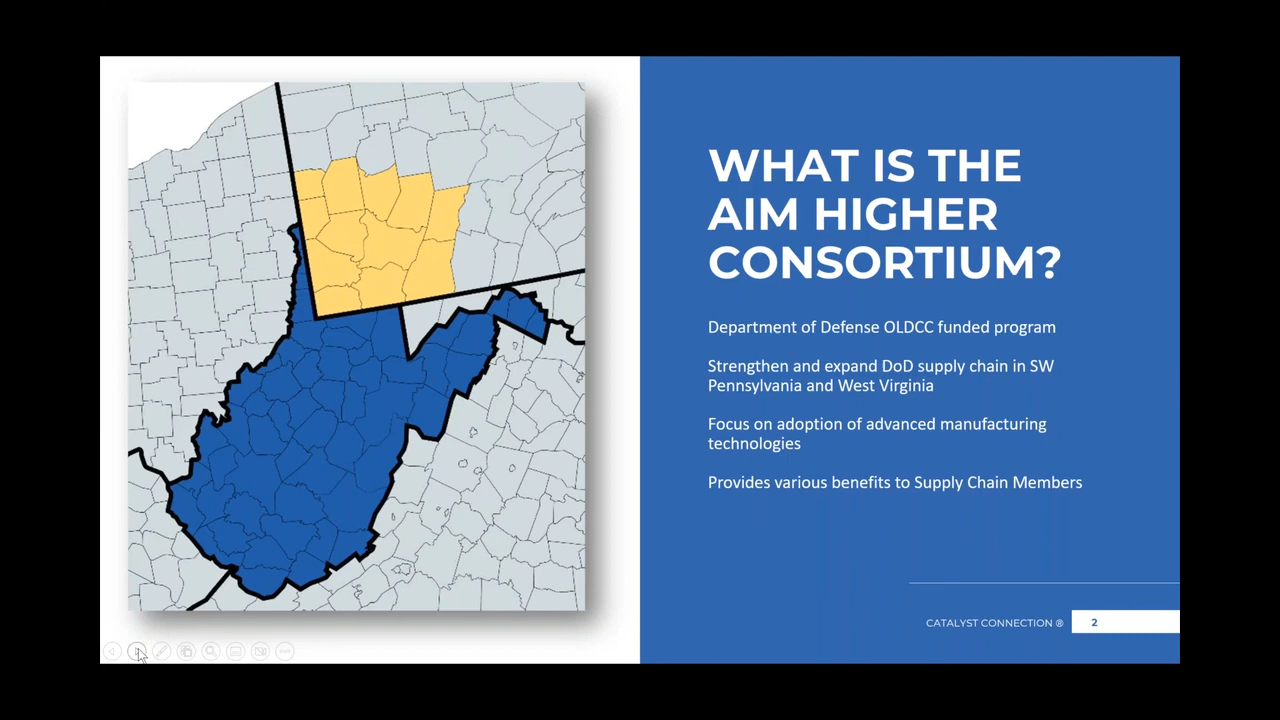 WHAT IS THE
AIM HIGHER
CONSORTIUM?
Department of Defense OLDCC funded program
Strengthen and expand DoD supply chain in SW
Pennsylvania and West Virginia
Focus on adoption of advanced manufacturing
technologies
Provides various benefits to Supply Chain Members
CATALYST CONNECTION ®
2